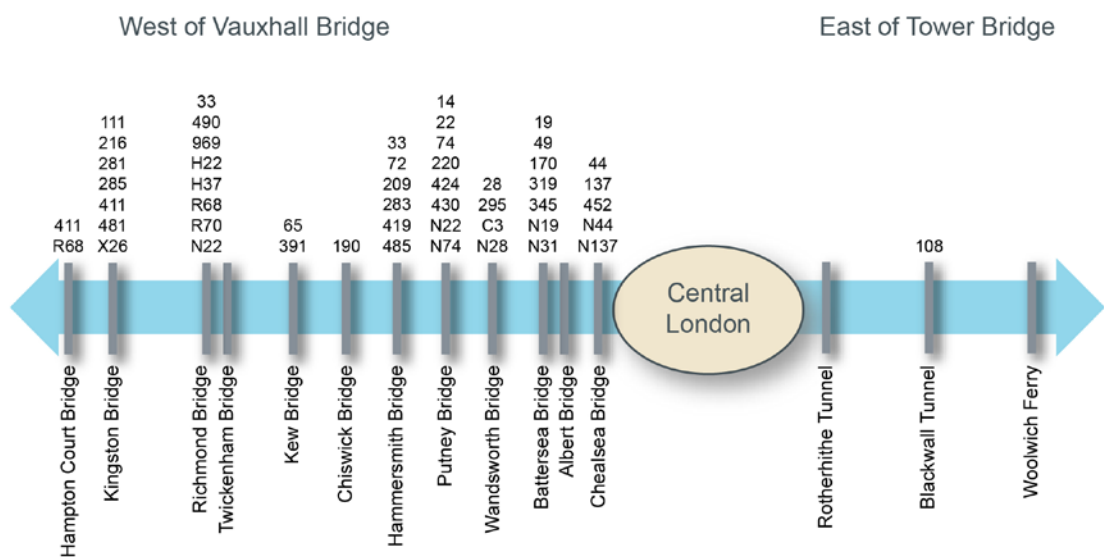 West of Vauxhall Bridge
East of Tower Bridge
411
R68
111
216
281
285
411
481
X26
33
490
969
H22
H37
R68
R70
N22
65
391
190
33
72
209
283
419
485
14
22
74
220
424
430
N22
N74
28
295
C3
N28
19
49
170
319
345
N19
N31
44
137
452
N44
N137
108
Central
London
Hampton Court Bridge
Kingston Bridge
Richmond Bridge
Twickenham Bridge
Kew Bridge
Chiswick Bridge
Hammersmith Bridge
Putney Bridge
Wandsworth Bridge
Battersea Bridge
Albert Bridge
Chealsea Bridge
Rotherhithe Tunnel
Blackwall Tunnel
Woolwich Ferry